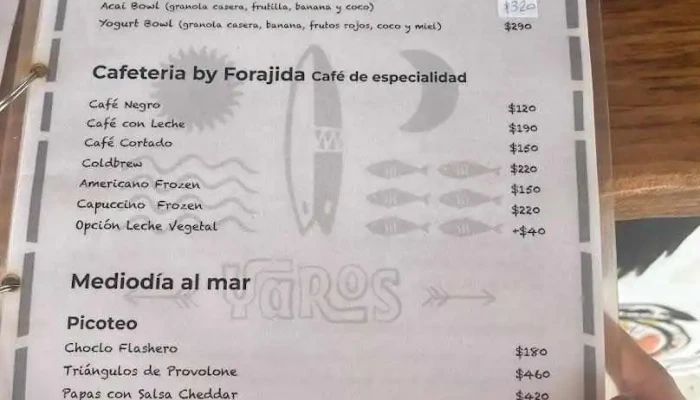 Acaí Bowl (granola casera, frutilla, banana y coco) $320
Yogurt Bowl (granola casera, banana, frutos rojos, coco y miel) $290
Cafeteria by Forajida Café de especialidad
Café Negro $120
Café con Leche $190
Café Cortado $150
Coldbrew $220
Americano Frozen $150
Capuccino Frozen $220
Opción Leche Vegetal +$40
Mediodía al mar
YaRos
Picoteo
Choclo Flashero $180
Triángulos de Provolone $460
Papas con Salsa Cheddar $420